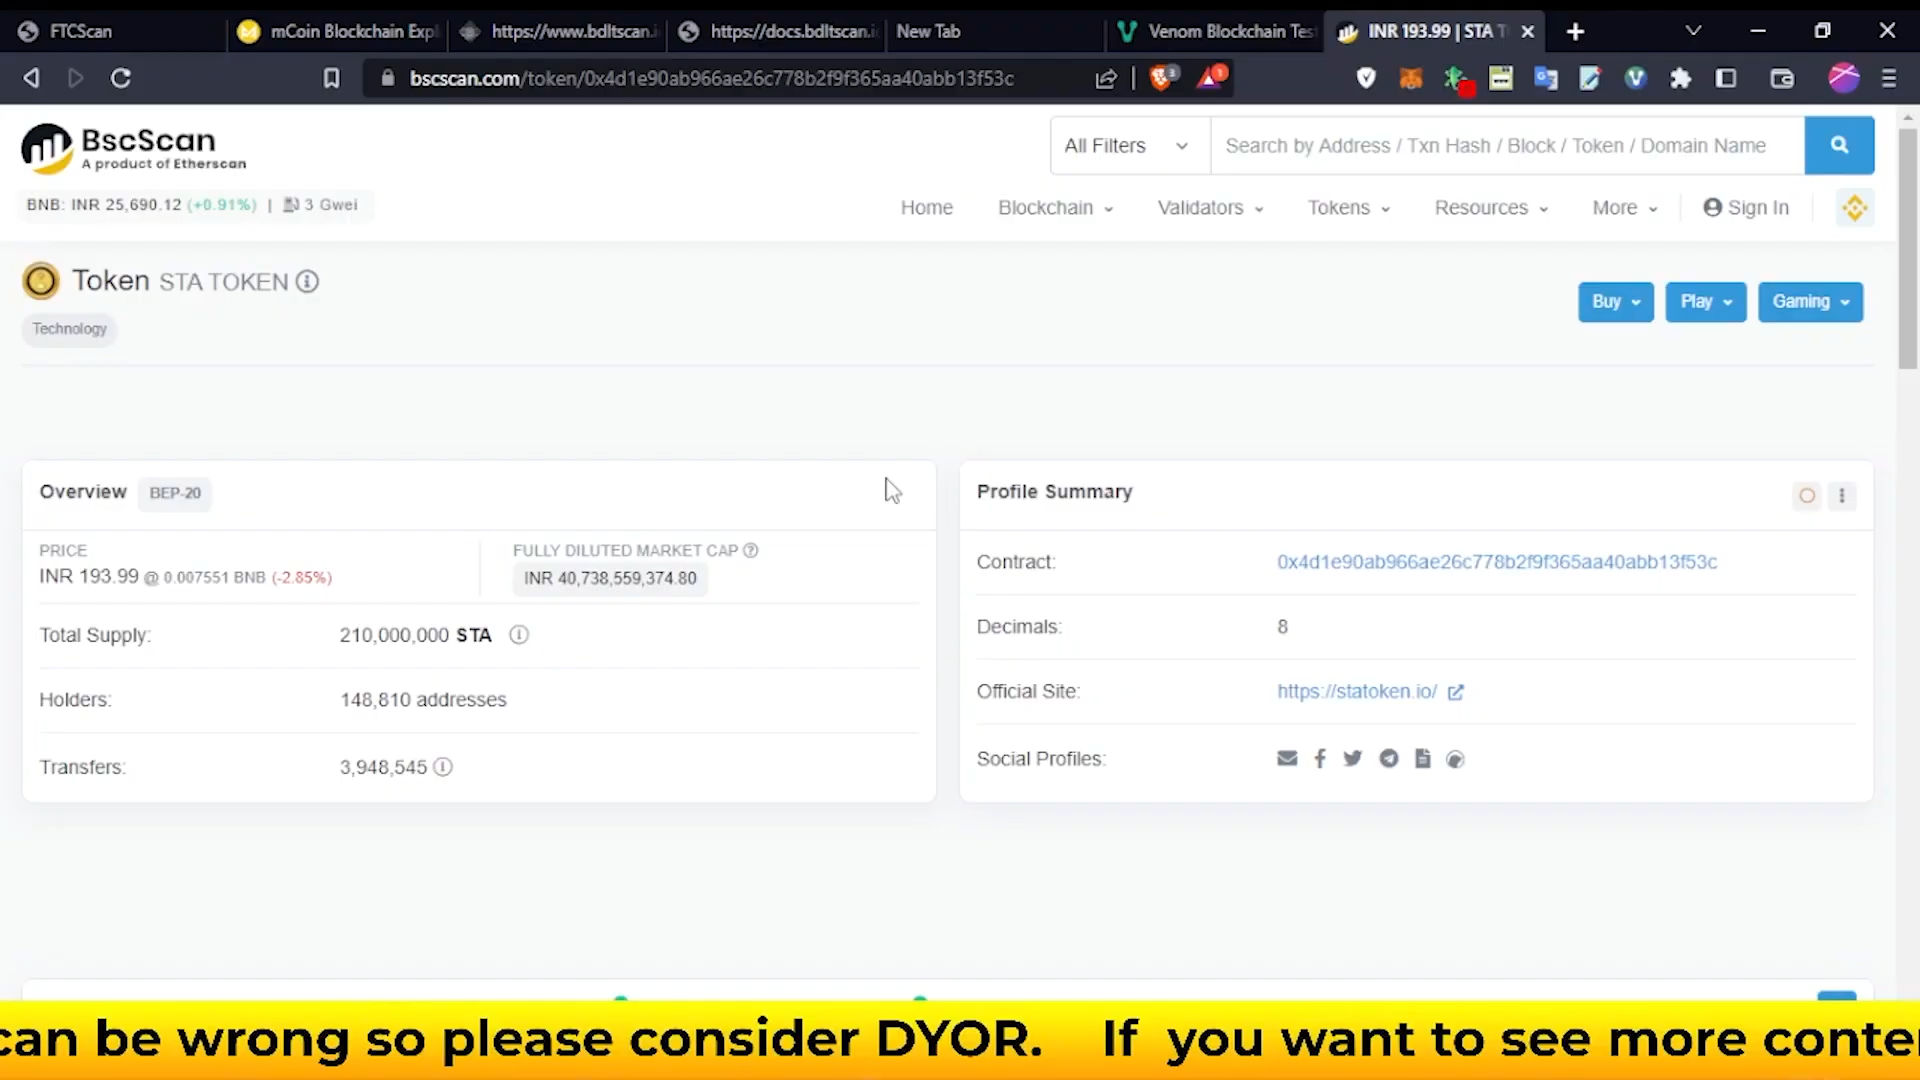 FTCScan
mCoin Blockchain Expl
https://www.bdltscan.i
https://docs.bdltscan.i
New Tab
Venom Blockchain Tes
INR 193.99 | STA T
bscscan.com/token/0x4d1e90ab966ae26c778b2f9f365aa40abb13f53c
3
1
BscScan
A product of Etherscan
All Filters
Search by Address / Txn Hash / Block / Token / Domain Name
BNB: INR 25,690.12 (+0.91%) | 3 Gwei
Home
Blockchain
Validators
Tokens
Resources
More
Sign In
Token STA TOKEN
Technology
Buy
Play
Gaming
Overview BEP-20
PRICE
INR 193.99 @ 0.007551 BNB (-2.85%)
FULLY DILUTED MARKET CAP
INR 40,738,559,374.80
Total Supply: 210,000,000 STA
Holders: 148,810 addresses
Transfers: 3,948,545
Profile Summary
Contract: 0x4d1e90ab966ae26c778b2f9f365aa40abb13f53c
Decimals: 8
Official Site: https://statoken.io/
Social Profiles:
can be wrong so please consider DYOR. If you want to see more conte